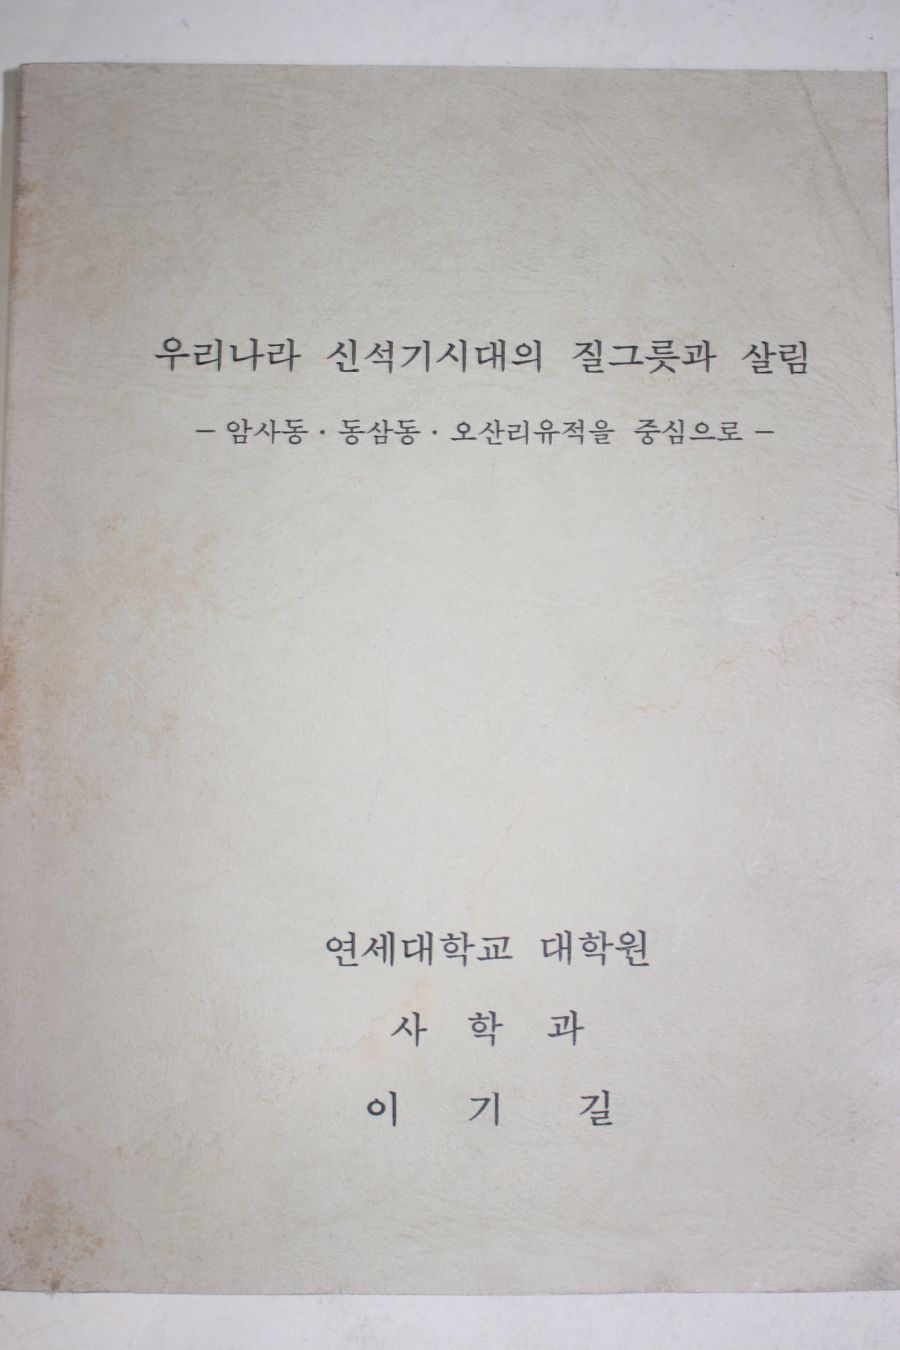 우리나라 신석기시대의 질그릇과 살림
– 암사동 · 동삼동 · 오산리유적을 중심으로 –
연세대학교 대학원
사 학 과
이 기 길